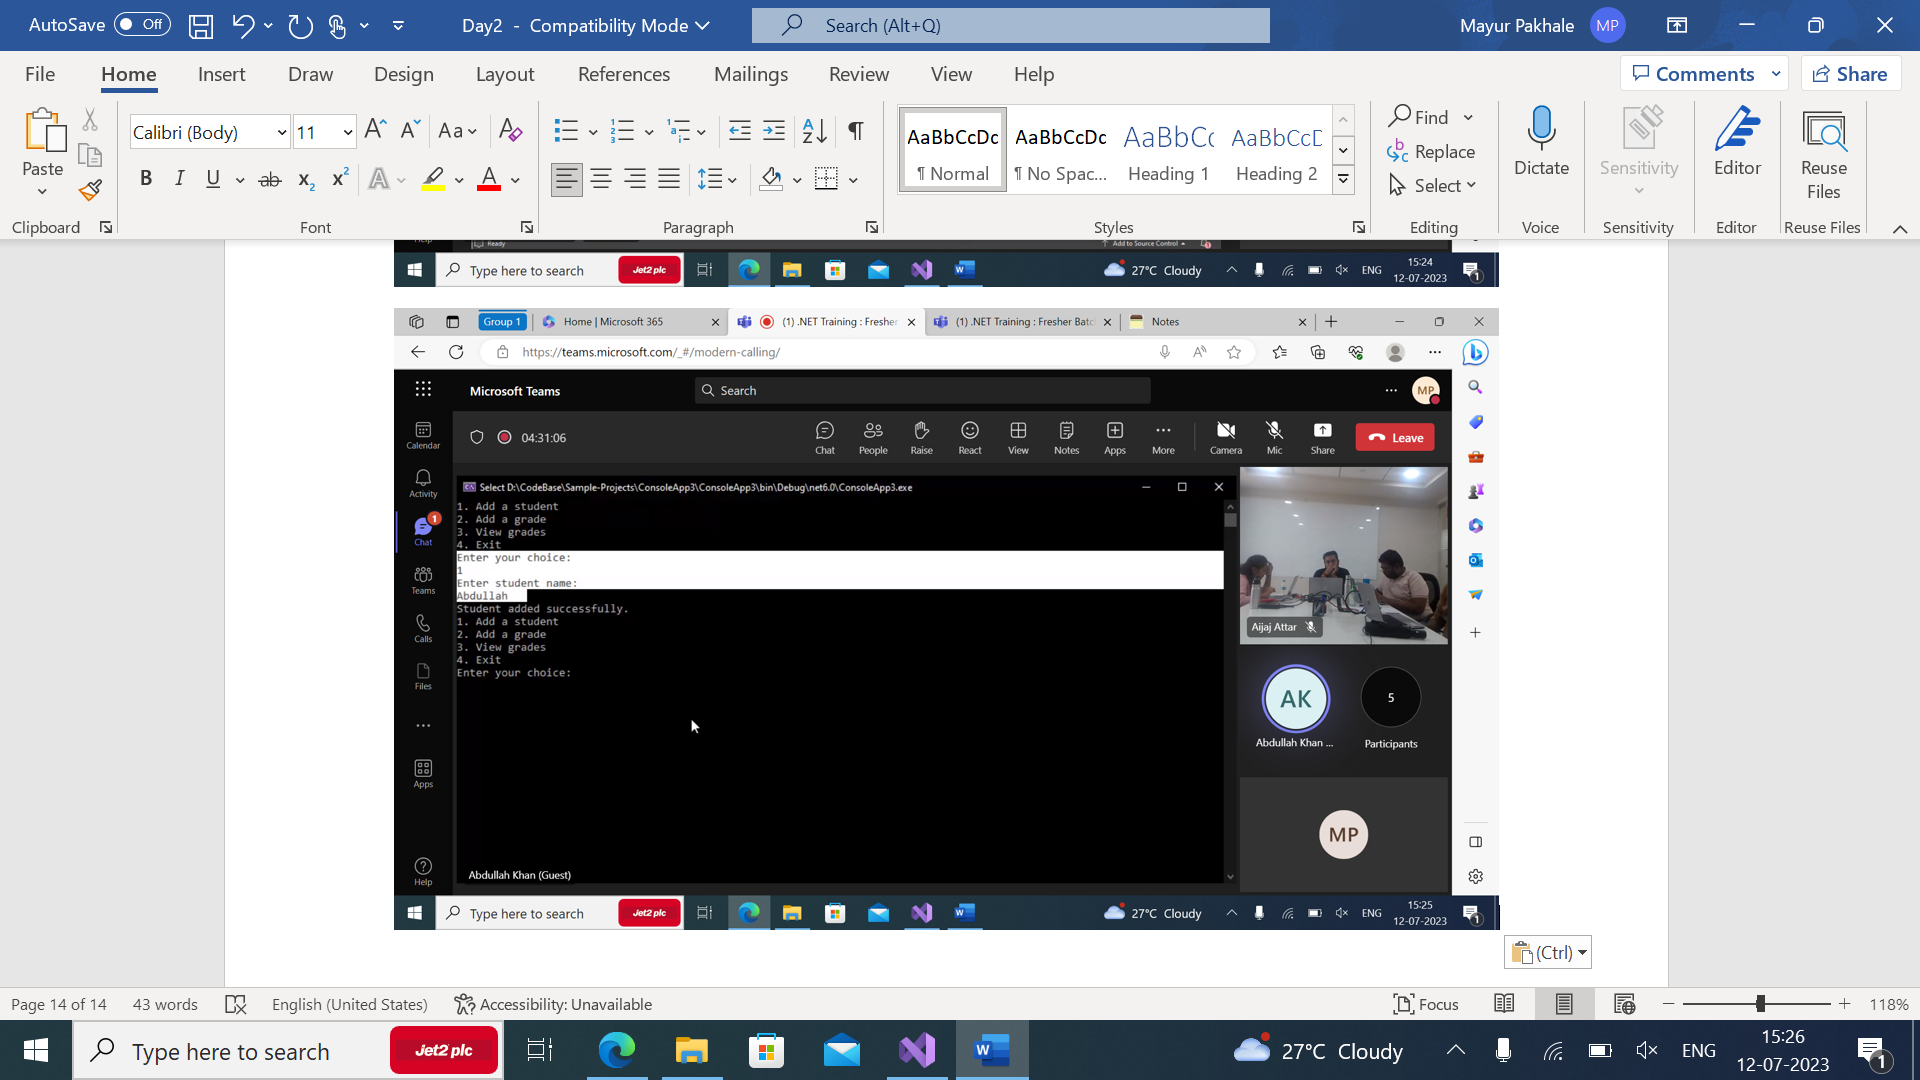 AutoSave Off
Day2 - Compatibility Mode
Search (Alt+Q)
Mayur Pakhale MP
File Home Insert Draw Design Layout References Mailings Review View Help
Comments Share
Paste
Calibri (Body) 11
AaBbCcDc AaBbCcDc AaBbCc AaBbCcD
¶ Normal ¶ No Spac... Heading 1 Heading 2
Find
Replace
Select
Dictate
Sensitivity
Editor
Reuse
Files
Clipboard Font Paragraph Styles Editing Voice Sensitivity Editor Reuse Files
Ready Add to Source Control
Type here to search Jet2 plc 27°C Cloudy ENG 15:24
12-07-2023
Group 1 Home | Microsoft 365 (1) .NET Training : Fresher (1) .NET Training : Fresher Batc Notes
https://teams.microsoft.com/_#/modern-calling/
Microsoft Teams Search MP
04:31:06
Chat People Raise React View Notes Apps More Camera Mic Share Leave
Calendar
Activity
Chat
Teams
Calls
Files
Apps
Help
Select D:\CodeBase\Sample-Projects\ConsoleApp3\ConsoleApp3\bin\Debug\net6.0\ConsoleApp3.exe
1. Add a student
2. Add a grade
3. View grades
4. Exit
Enter your choice:
1
Enter student name:
Abdullah
Student added successfully.
1. Add a student
2. Add a grade
3. View grades
4. Exit
Enter your choice:
Abdullah Khan (Guest)
Aijaj Attar
AK 5
Abdullah Khan ... Participants
MP
Type here to search Jet2 plc 27°C Cloudy ENG 15:25
12-07-2023
(Ctrl)
Page 14 of 14 43 words English (United States) Accessibility: Unavailable Focus 118%
Type here to search Jet2 plc 27°C Cloudy ENG 15:26
12-07-2023 1